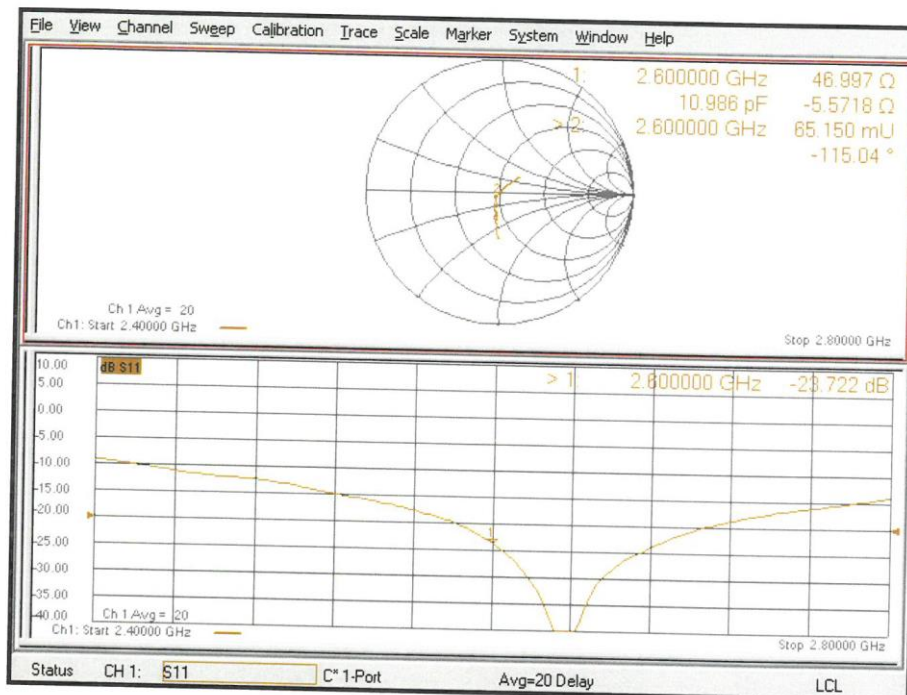 File View Channel Sweep Calibration Trace Scale Marker System Window Help
1: 2.600000 GHz 46.997 Ω
10.986 pF -5.5718 Ω
> 2: 2.600000 GHz 65.150 mU
-115.04 °
Ch 1 Avg = 20
Ch1: Start 2.40000 GHz
Stop 2.80000 GHz
10.00
dB S11
> 1: 2.600000 GHz -23.722 dB
5.00
0.00
-5.00
-10.00
-15.00
-20.00
-25.00
1
-30.00
-35.00
-40.00
Ch 1 Avg = 20
Ch1: Start 2.40000 GHz
Stop 2.80000 GHz
Status CH 1: S11 C* 1-Port Avg=20 Delay LCL